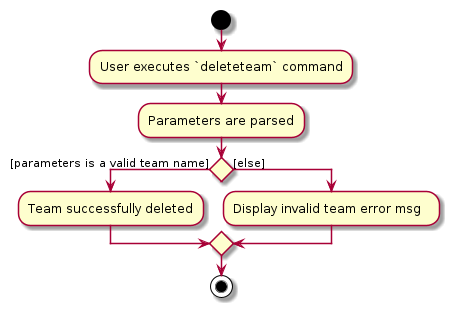 User executes `deleteteam` command
Parameters are parsed
[parameters is a valid team name]
[else]
Team successfully deleted
Display invalid team error msg